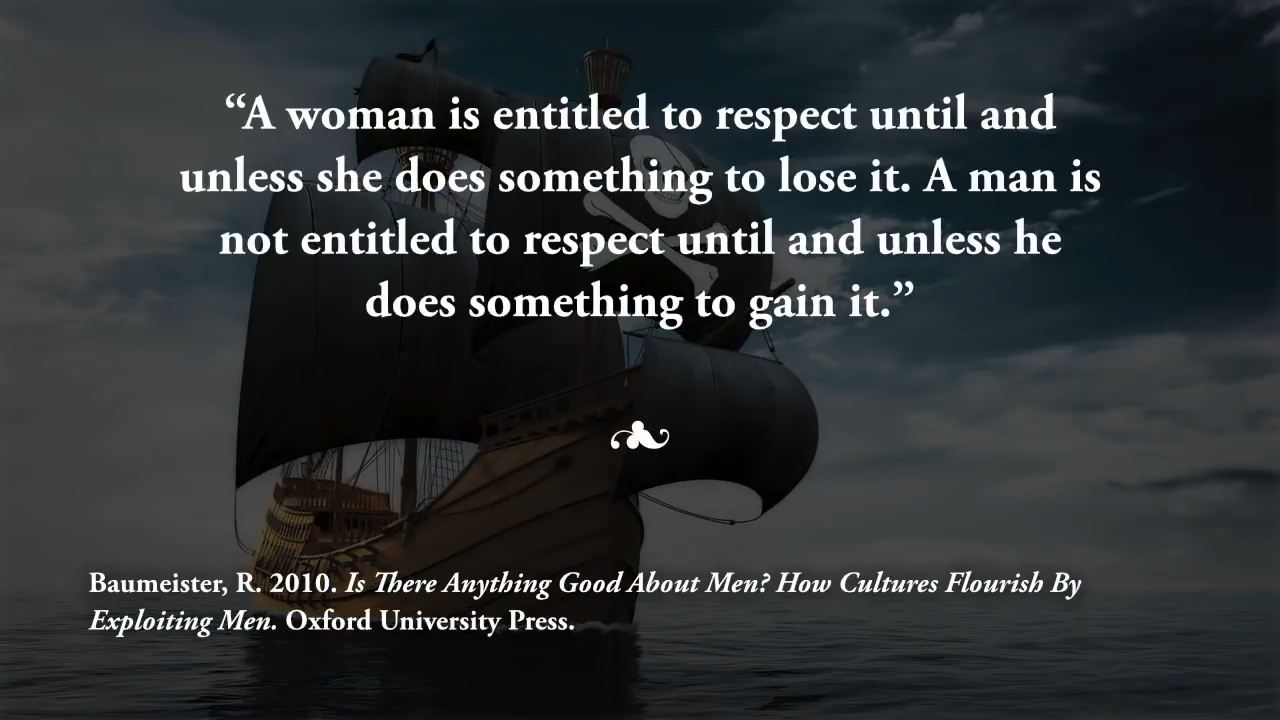 “A woman is entitled to respect until and
unless she does something to lose it. A man is
not entitled to respect until and unless he
does something to gain it.”
Baumeister, R. 2010. Is There Anything Good About Men? How Cultures Flourish By
Exploiting Men. Oxford University Press.